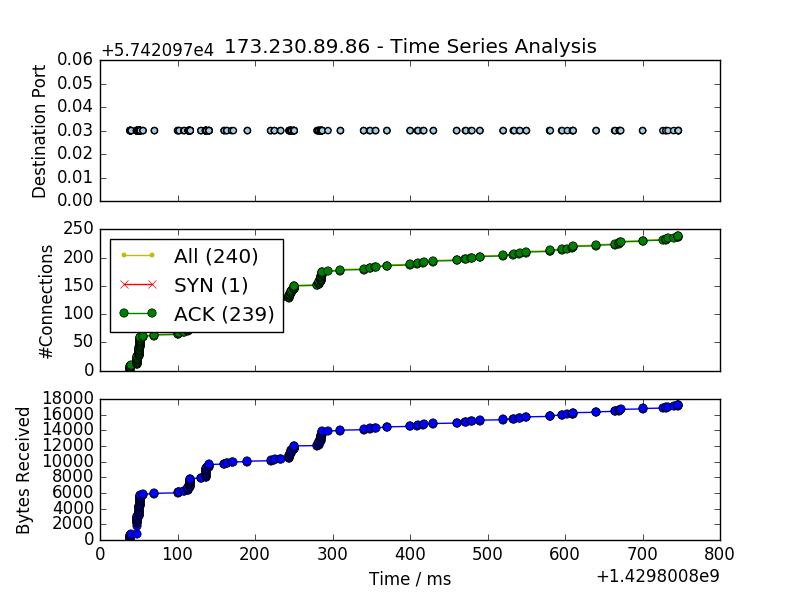 +5.742097e4 173.230.89.86 - Time Series Analysis
Destination Port
0.06
0.05
0.04
0.03
0.02
0.01
0.00
#Connections
250
200
150
100
50
0
All (240)
SYN (1)
ACK (239)
Bytes Received
18000
16000
14000
12000
10000
8000
6000
4000
2000
0
0 100 200 300 400 500 600 700 800
Time / ms
+1.4298008e9